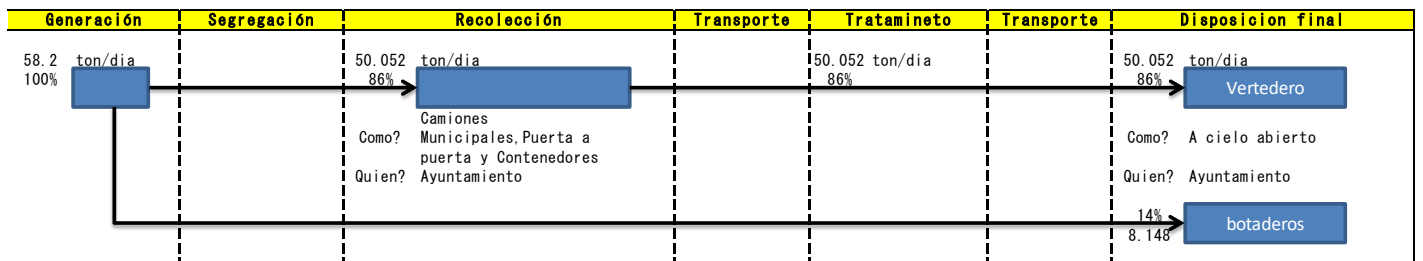 Generación Segregación Recolección Transporte Tratamineto Transporte Disposicion final
58.2 ton/dia 50.052 ton/dia 50.052 ton/dia 50.052 ton/dia
100% 86% 86% 86% Vertedero
Camiones
Como? Municipales,Puerta a Como? A cielo abierto
puerta y Contenedores
Quien? Ayuntamiento Quien? Ayuntamiento
14% botaderos
8.148